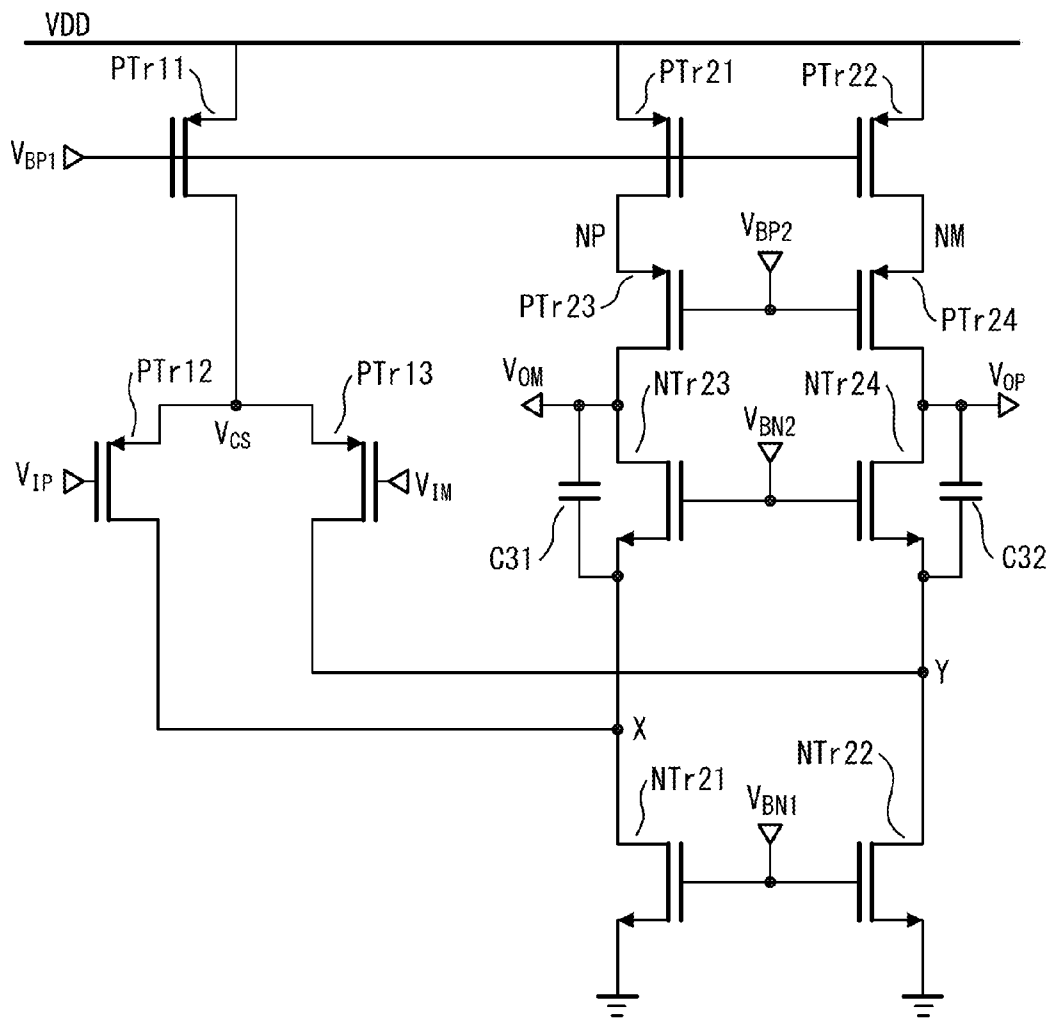 VDD
PTr11
PTr21
PTr22
VBP1
NP
VBP2
NM
PTr23
PTr24
PTr12
PTr13
VOM
NTr23
NTr24
VOP
VCS
VBN2
VIP
VIM
C31
C32
Y
X
NTr21
NTr22
VBN1